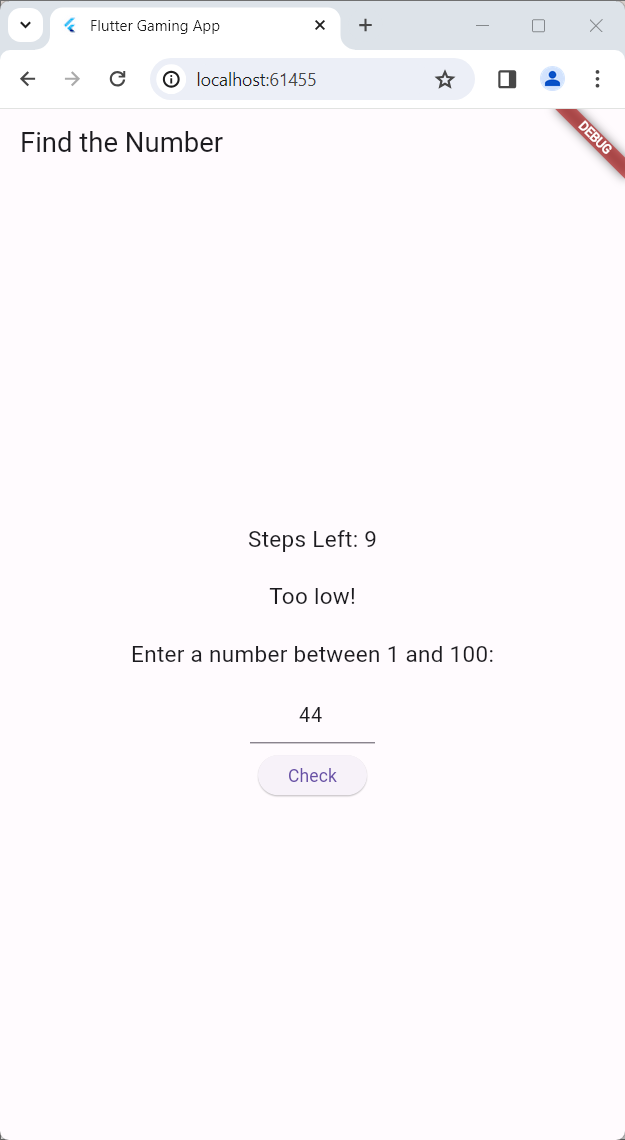 Flutter Gaming App
localhost:61455
Find the Number
DEBUG
Steps Left: 9
Too low!
Enter a number between 1 and 100:
44
Check